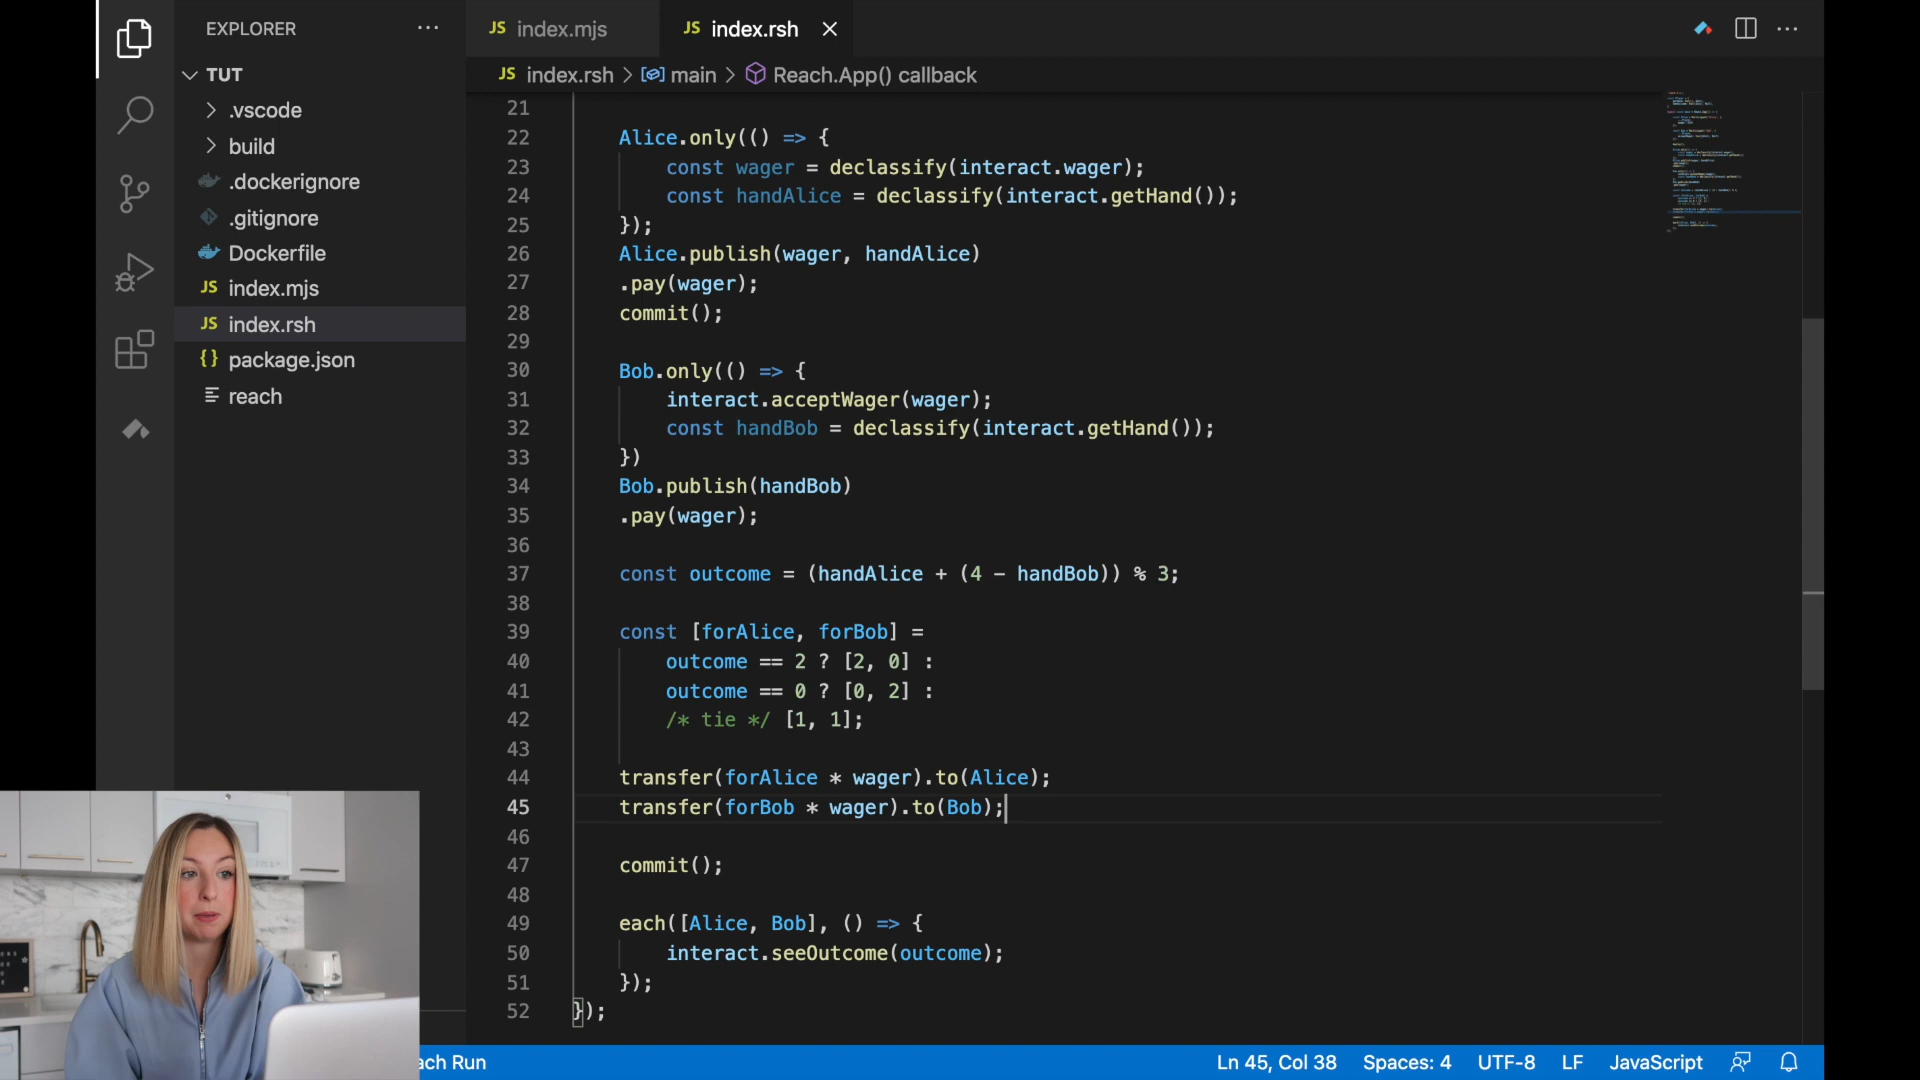 EXPLORER
TUT
.vscode
build
.dockerignore
.gitignore
Dockerfile
JS index.mjs
JS index.rsh
{} package.json
reach
JS index.mjs
JS index.rsh
JS index.rsh > main > Reach.App() callback
21
22 Alice.only(() => {
23 const wager = declassify(interact.wager);
24 const handAlice = declassify(interact.getHand());
25 });
26 Alice.publish(wager, handAlice)
27 .pay(wager);
28 commit();
29
30 Bob.only(() => {
31 interact.acceptWager(wager);
32 const handBob = declassify(interact.getHand());
33 })
34 Bob.publish(handBob)
35 .pay(wager);
36
37 const outcome = (handAlice + (4 - handBob)) % 3;
38
39 const [forAlice, forBob] =
40 outcome == 2 ? [2, 0] :
41 outcome == 0 ? [0, 2] :
42 /* tie */ [1, 1];
43
44 transfer(forAlice * wager).to(Alice);
45 transfer(forBob * wager).to(Bob);
46
47 commit();
48
49 each([Alice, Bob], () => {
50 interact.seeOutcome(outcome);
51 });
52 });
ach Run
Ln 45, Col 38 Spaces: 4 UTF-8 LF JavaScript